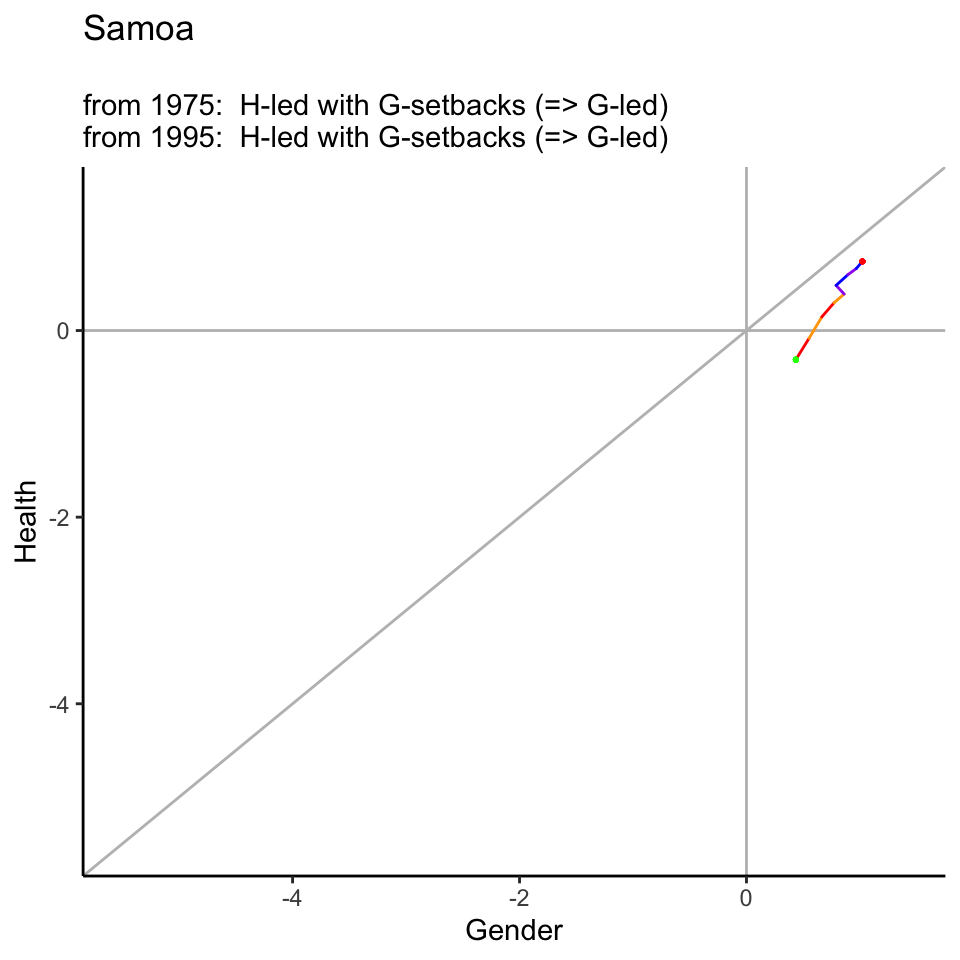 Samoa
from 1975:  H-led with G-setbacks (=> G-led)
from 1995:  H-led with G-setbacks (=> G-led)
0
-2
-4
Health
-4
-2
0
Gender